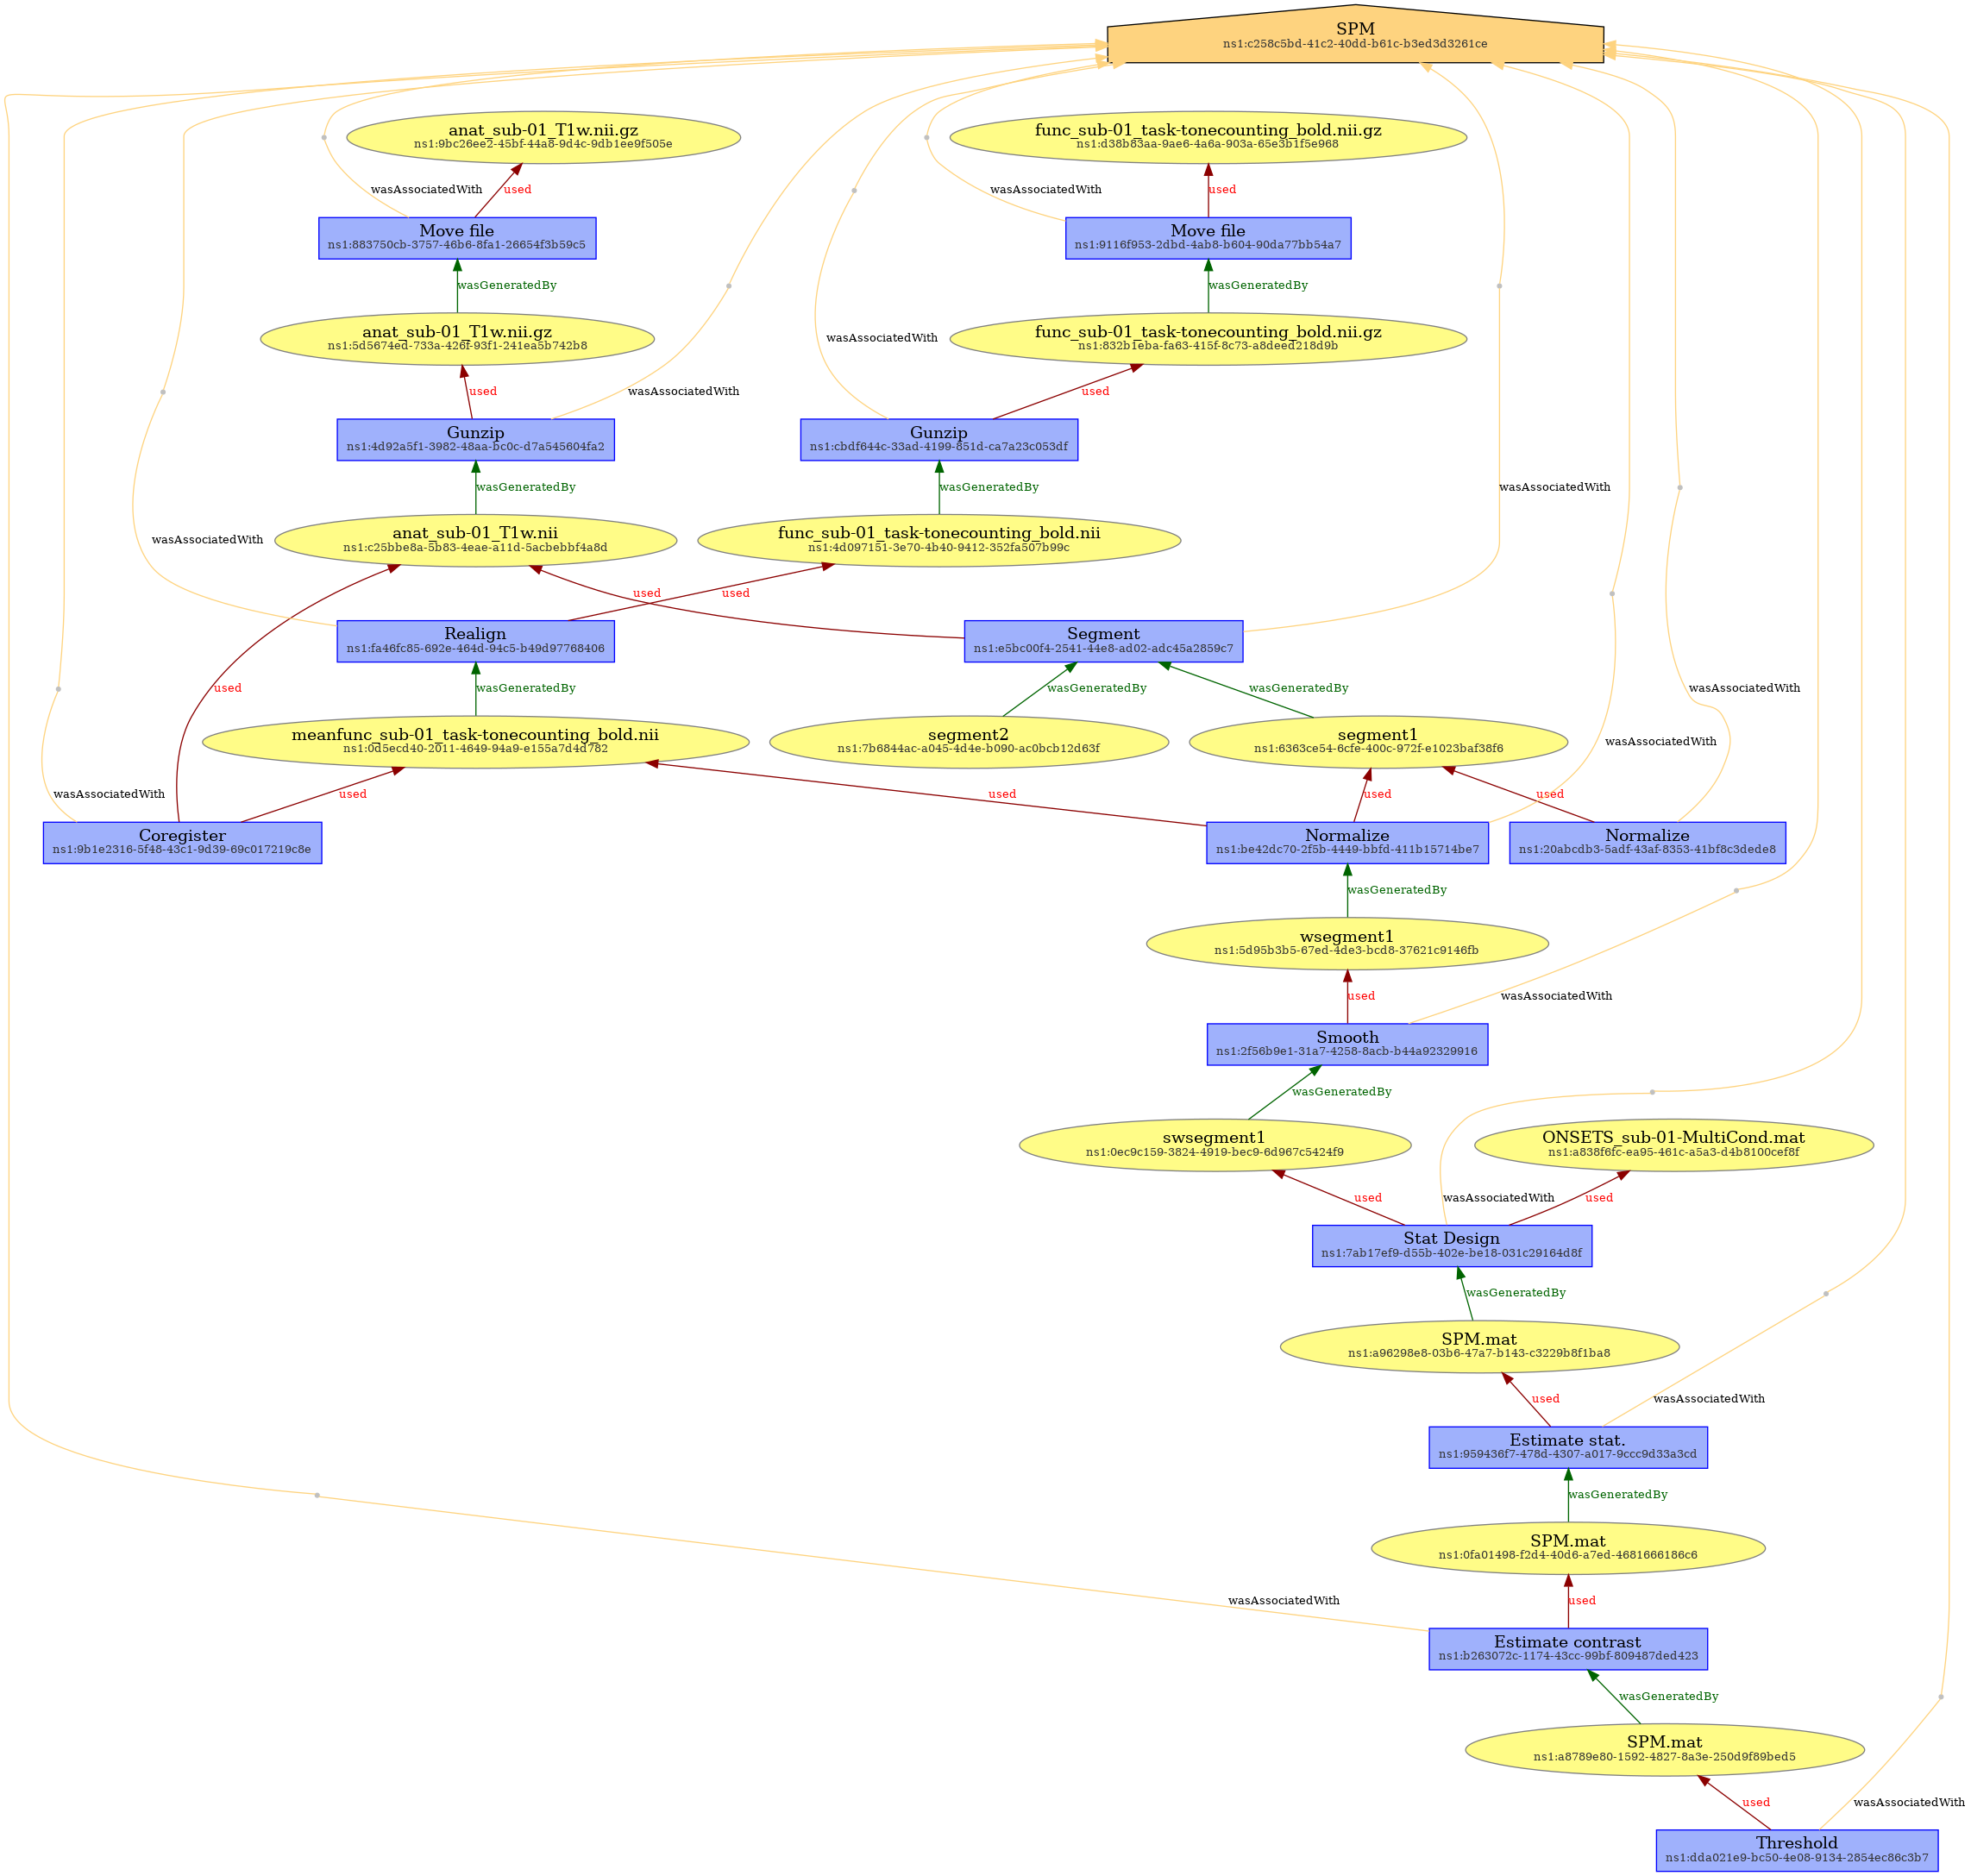 SPM
ns1:c258c5bd-41c2-40dd-b61c-b3ed3d3261ce
anat_sub-01_T1w.nii.gz
ns1:9bc26ee2-45bf-44a8-9d4c-9db1ee9f505e
func_sub-01_task-tonecounting_bold.nii.gz
ns1:d38b83aa-9ae6-4a6a-903a-65e3b1f5e968
wasAssociatedWith
used
wasAssociatedWith
used
Move file
ns1:883750cb-3757-46b6-8fa1-26654f3b59c5
Move file
ns1:9116f953-2dbd-4ab8-b604-90da77bb54a7
wasGeneratedBy
wasGeneratedBy
anat_sub-01_T1w.nii.gz
ns1:5d5674ed-733a-426f-93f1-241ea5b742b8
wasAssociatedWith
func_sub-01_task-tonecounting_bold.nii.gz
ns1:832b1eba-fa63-415f-8c73-a8deed218d9b
used
wasAssociatedWith
used
Gunzip
ns1:4d92a5f1-3982-48aa-bc0c-d7a545604fa2
Gunzip
ns1:cbdf644c-33ad-4199-851d-ca7a23c053df
wasGeneratedBy
wasGeneratedBy
wasAssociatedWith
wasAssociatedWith
anat_sub-01_T1w.nii
ns1:c25bbe8a-5b83-4eae-a11d-5acbebbf4a8d
func_sub-01_task-tonecounting_bold.nii
ns1:4d097151-3e70-4b40-9412-352fa507b99c
used
used
Realign
ns1:fa46fc85-692e-464d-94c5-b49d97768406
Segment
ns1:e5bc00f4-2541-44e8-ad02-adc45a2859c7
used
wasGeneratedBy
wasGeneratedBy
wasGeneratedBy
wasAssociatedWith
meanfunc_sub-01_task-tonecounting_bold.nii
ns1:0d5ecd40-2011-4649-94a9-e155a7d4d782
segment2
ns1:7b6844ac-a045-4d4e-b090-ac0bcb12d63f
segment1
ns1:6363ce54-6cfe-400c-972f-e1023baf38f6
wasAssociatedWith
wasAssociatedWith
used
used
used
used
Coregister
ns1:9b1e2316-5f48-43c1-9d39-69c017219c8e
Normalize
ns1:be42dc70-2f5b-4449-bbfd-411b15714be7
Normalize
ns1:20abcdb3-5adf-43af-8353-41bf8c3dede8
wasGeneratedBy
wsegment1
ns1:5d95b3b5-67ed-4de3-bcd8-37621c9146fb
used
wasAssociatedWith
Smooth
ns1:2f56b9e1-31a7-4258-8acb-b44a92329916
wasGeneratedBy
swsegment1
ns1:0ec9c159-3824-4919-bec9-6d967c5424f9
ONSETS_sub-01-MultiCond.mat
ns1:a838f6fc-ea95-461c-a5a3-d4b8100cef8f
used
wasAssociatedWith
used
Stat Design
ns1:7ab17ef9-d55b-402e-be18-031c29164d8f
wasGeneratedBy
SPM.mat
ns1:a96298e8-03b6-47a7-b143-c3229b8f1ba8
used
wasAssociatedWith
Estimate stat.
ns1:959436f7-478d-4307-a017-9ccc9d33a3cd
wasGeneratedBy
SPM.mat
ns1:0fa01498-f2d4-40d6-a7ed-4681666186c6
wasAssociatedWith
used
Estimate contrast
ns1:b263072c-1174-43cc-99bf-809487ded423
wasGeneratedBy
SPM.mat
ns1:a8789e80-1592-4827-8a3e-250d9f89bed5
used
wasAssociatedWith
Threshold
ns1:dda021e9-bc50-4e08-9134-2854ec86c3b7